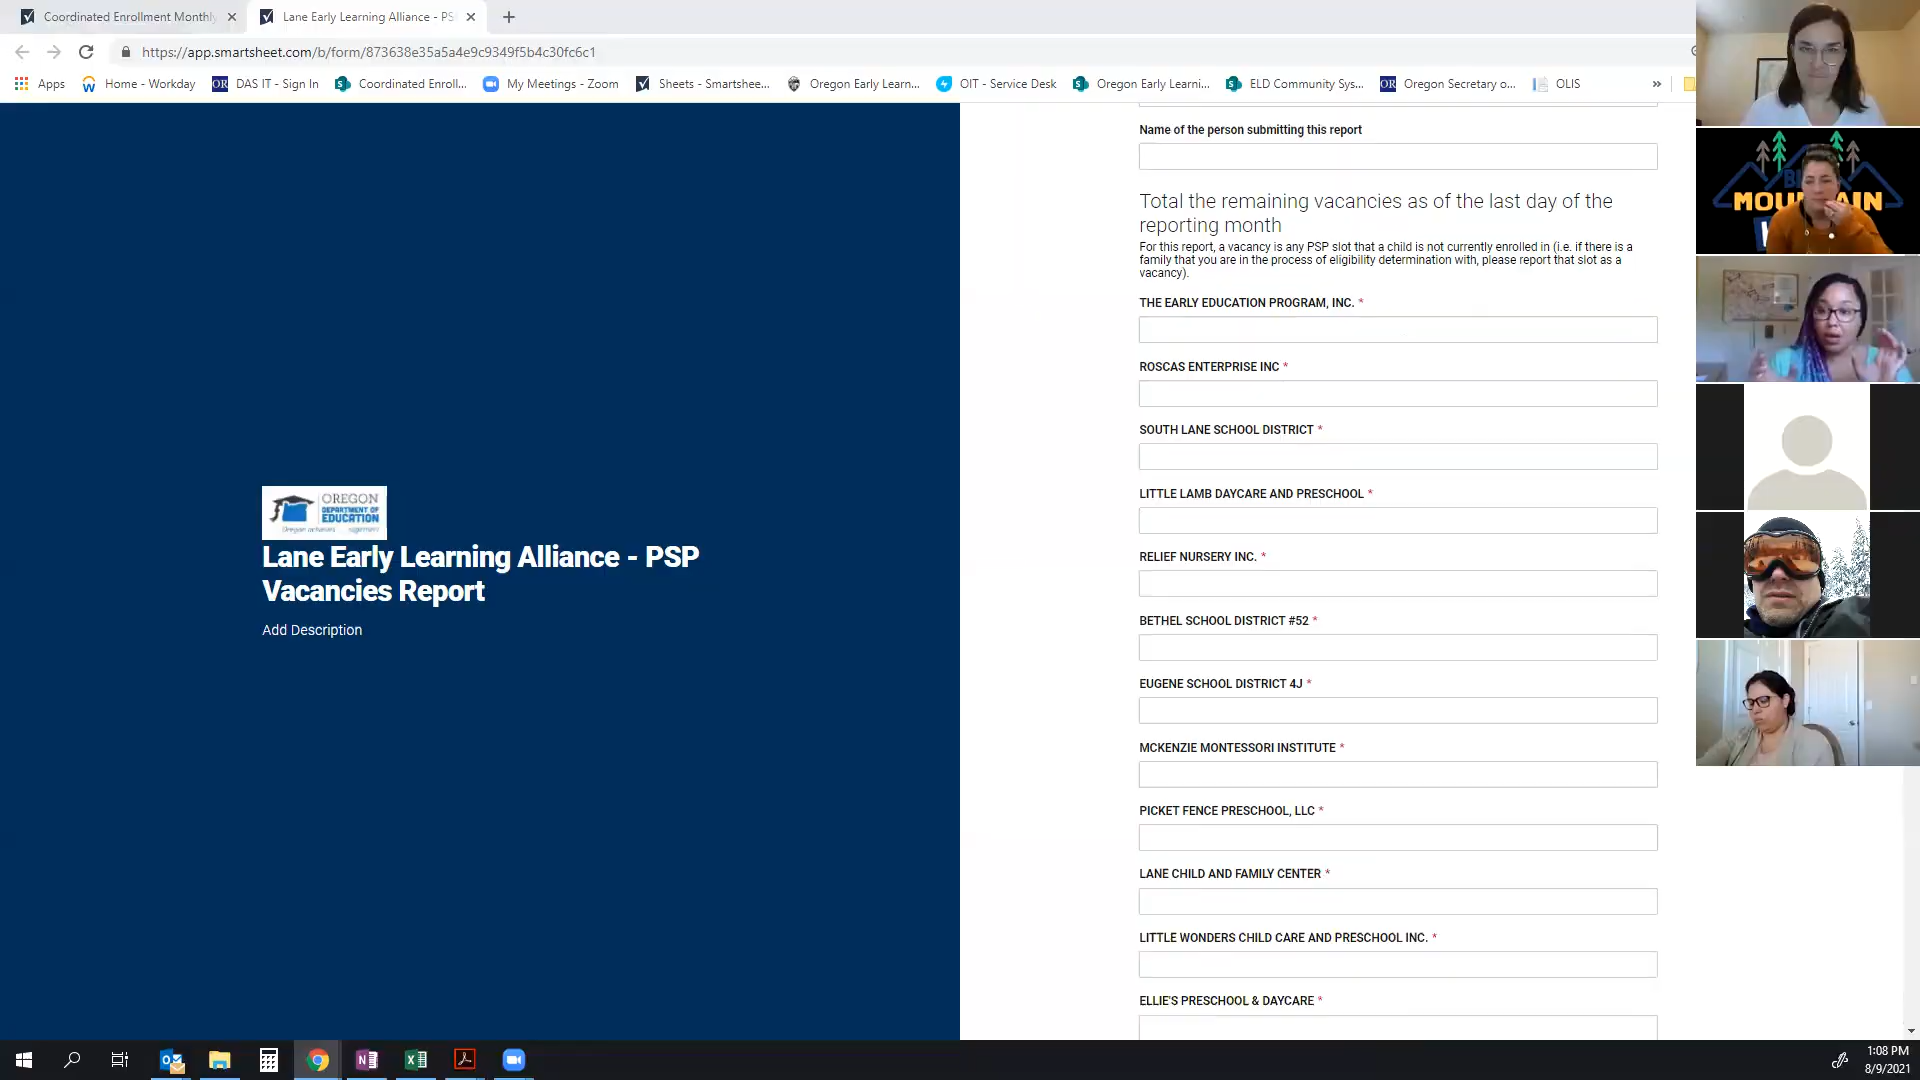 Coordinated Enrollment Monthly
Lane Early Learning Alliance - PS
https://app.smartsheet.com/b/form/873638e35a5a4e9c9349f5b4c30fc6c1
Apps
Home - Workday
DAS IT - Sign In
Coordinated Enroll...
My Meetings - Zoom
Sheets - Smartshee...
Oregon Early Learn...
OIT - Service Desk
Oregon Early Learni...
ELD Community Sys...
Oregon Secretary o...
OLIS
Name of the person submitting this report
Total the remaining vacancies as of the last day of the
reporting month
For this report, a vacancy is any PSP slot that a child is not currently enrolled in (i.e. if there is a
family that you are in the process of eligibility determination with, please report that slot as a
vacancy).
THE EARLY EDUCATION PROGRAM, INC. *
ROSCAS ENTERPRISE INC *
SOUTH LANE SCHOOL DISTRICT *
LITTLE LAMB DAYCARE AND PRESCHOOL *
RELIEF NURSERY INC. *
BETHEL SCHOOL DISTRICT #52 *
EUGENE SCHOOL DISTRICT 4J *
MCKENZIE MONTESSORI INSTITUTE *
PICKET FENCE PRESCHOOL, LLC *
LANE CHILD AND FAMILY CENTER *
LITTLE WONDERS CHILD CARE AND PRESCHOOL INC. *
ELLIE'S PRESCHOOL & DAYCARE *
OREGON
DEPARTMENT OF
EDUCATION
Oregon achieves
Lane Early Learning Alliance - PSP
Vacancies Report
Add Description
1:08 PM
8/9/2021